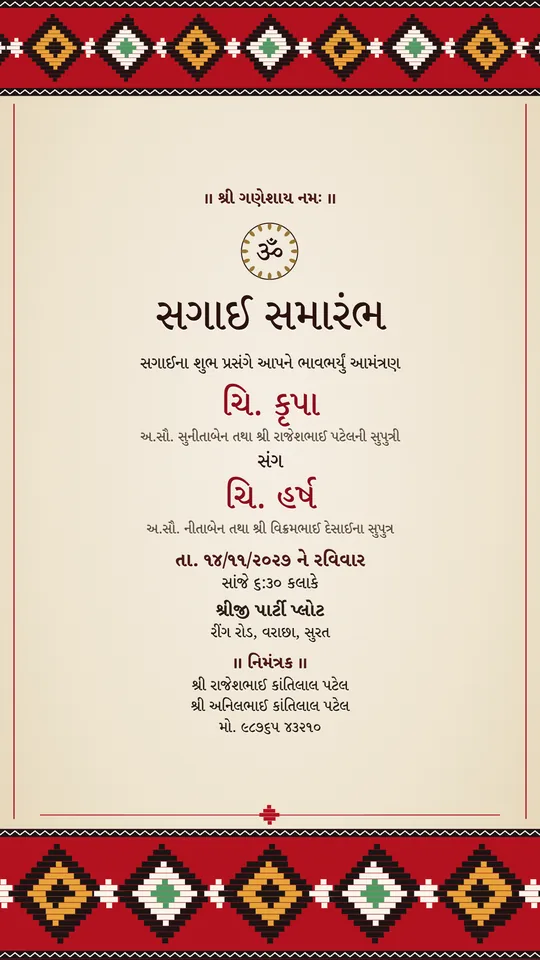 ॥ શ્રી ગણેશાય નમઃ ॥
ૐ
સગાઈ સમારંભ
સગાઈના શુભ પ્રસંગે આપને ભાવભર્યું આમંત્રણ
ચિ. કૃપા
અ.સૌ. સુનીતાબેન તથા શ્રી રાજેશભાઈ પટેલની સુપુત્રી
સંગ
ચિ. હર્ષ
અ.સૌ. નીતાબેન તથા શ્રી વિક્રમભાઈ દેસાઈના સુપુત્ર
તા. ૧૪/૧૧/૨૦૨૭ ને રવિવાર
સાંજે ૬:૩૦ કલાકે
શ્રીજી પાર્ટી પ્લોટ
રીંગ રોડ, વરાછા, સુરત
॥ નિમંત્રક ॥
શ્રી રાજેશભાઈ કાંતિલાલ પટેલ
શ્રી અનિલભાઈ કાંતિલાલ પટેલ
મો. ૯૮૭૬૫ ૪૩૨૧૦